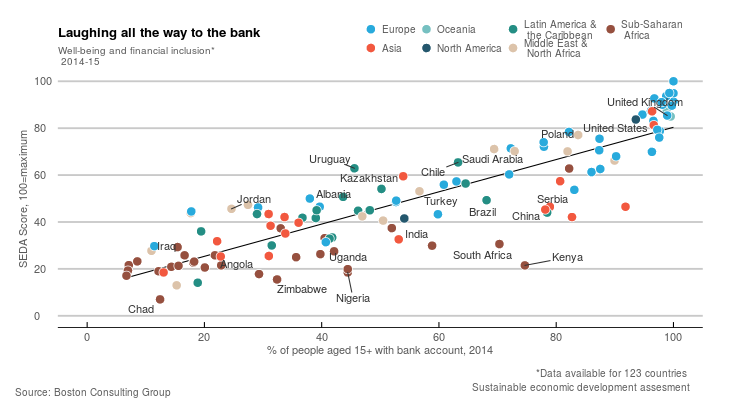 Laughing all the way to the bank
Well-being and financial inclusion*
2014-15
Europe
Oceania
Latin America &
the Caribbean
Sub-Saharan
Africa
Asia
North America
Middle East &
North Africa
SEDA Score, 100=maximum
100
80
60
40
20
0
United Kingdom
United States
Poland
Uruguay
Saudi Arabia
Chile
Kazakhstan
Jordan
Albania
Turkey
Serbia
Brazil
China
India
Iraq
Angola
Uganda
South Africa
Kenya
Zimbabwe
Nigeria
Chad
0
20
40
60
80
100
% of people aged 15+ with bank account, 2014
*Data available for 123 countries
Source: Boston Consulting Group
Sustainable economic development assesment